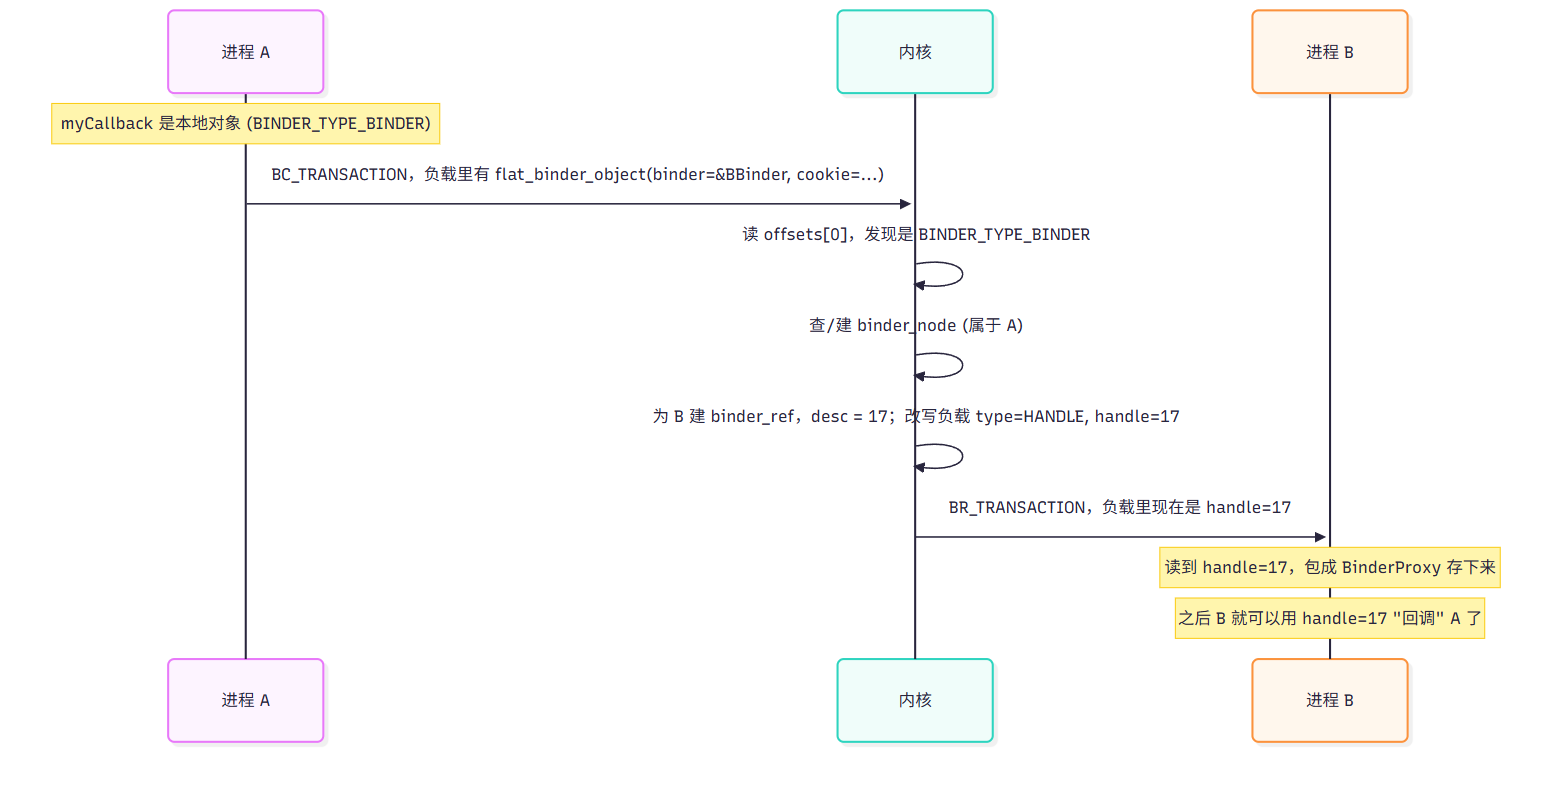 进程 A
内核
进程 B
myCallback 是本地对象 (BINDER_TYPE_BINDER)
BC_TRANSACTION，负载里有 flat_binder_object(binder=&BBinder, cookie=...)
读 offsets[0]，发现是 BINDER_TYPE_BINDER
查/建 binder_node (属于 A)
为 B 建 binder_ref，desc = 17；改写负载 type=HANDLE, handle=17
BR_TRANSACTION，负载里现在是 handle=17
读到 handle=17，包成 BinderProxy 存下来
之后 B 就可以用 handle=17 "回调" A 了
进程 A
内核
进程 B